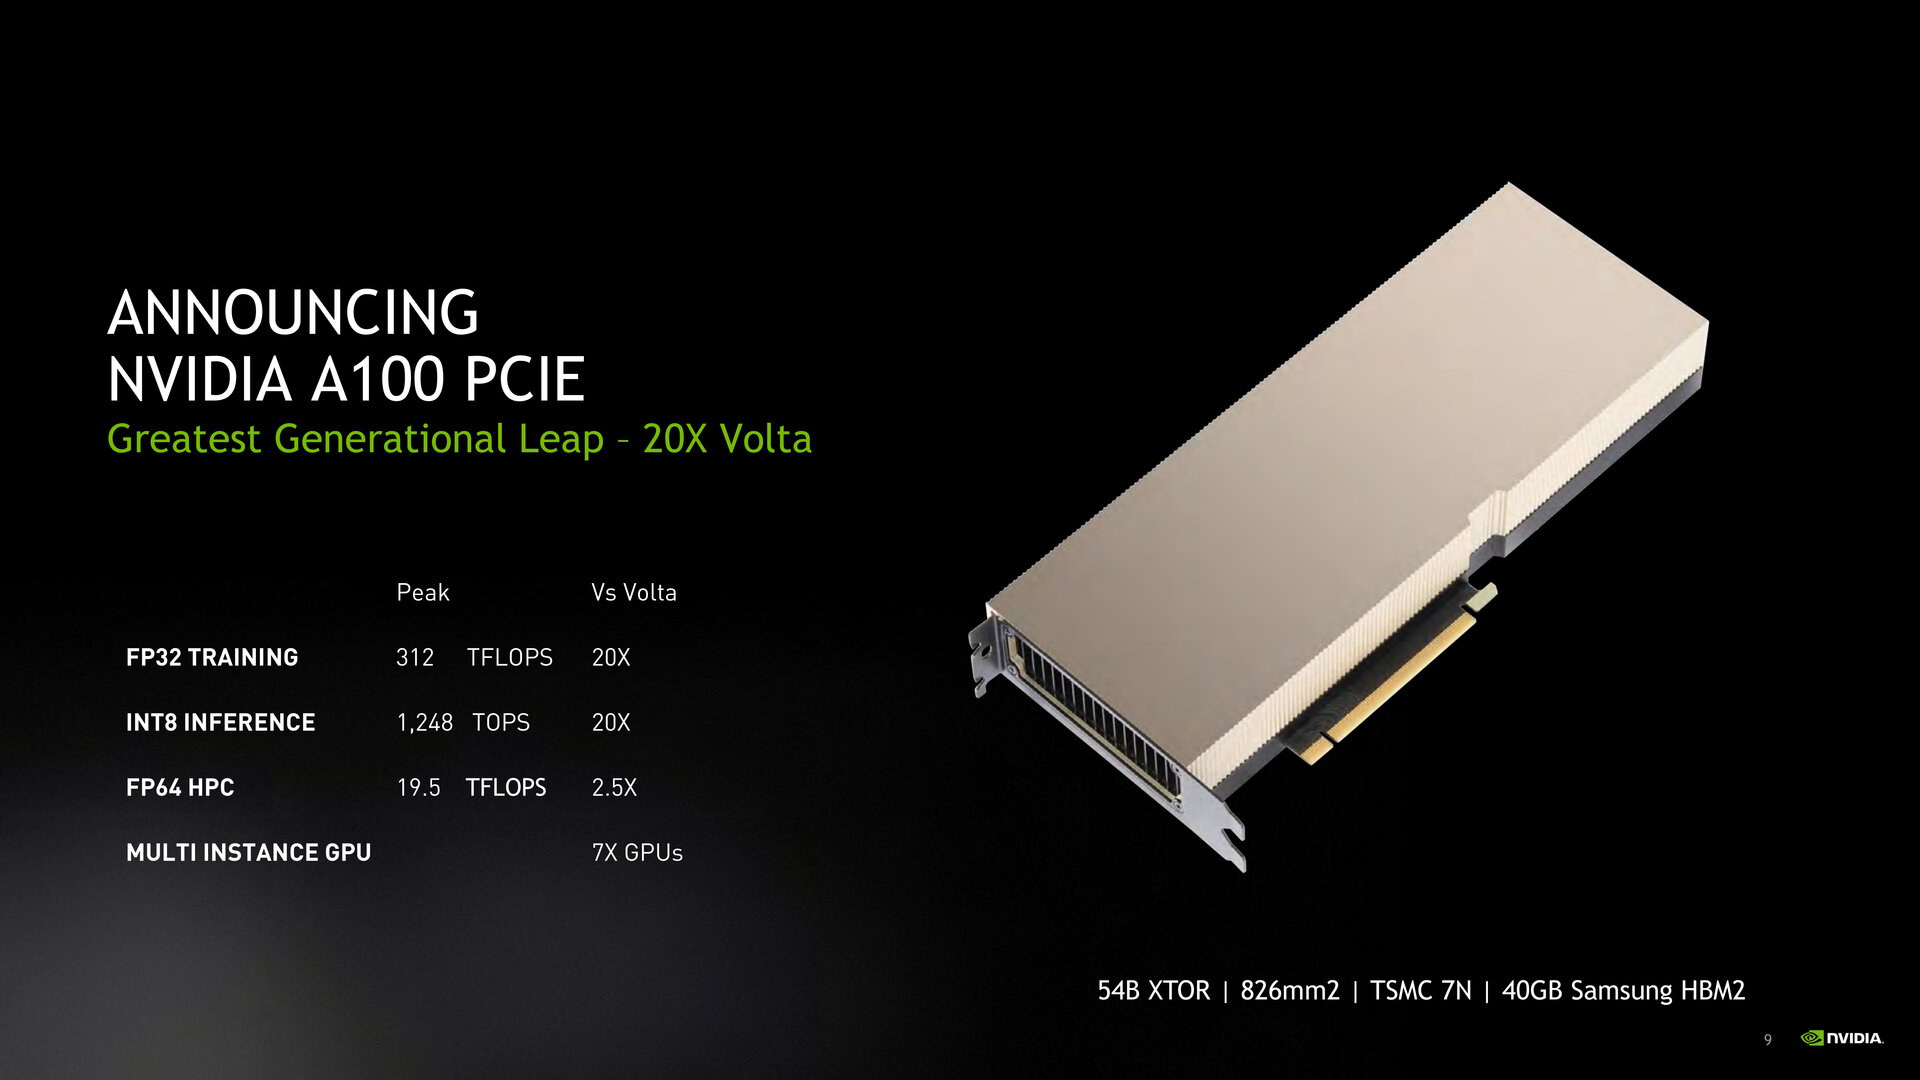 ANNOUNCING
NVIDIA A100 PCIE
Greatest Generational Leap – 20X Volta
Peak Vs Volta
FP32 TRAINING 312 TFLOPS 20X
INT8 INFERENCE 1,248 TOPS 20X
FP64 HPC 19.5 TFLOPS 2.5X
MULTI INSTANCE GPU 7X GPUs
54B XTOR | 826mm2 | TSMC 7N | 40GB Samsung HBM2
9 NVIDIA.